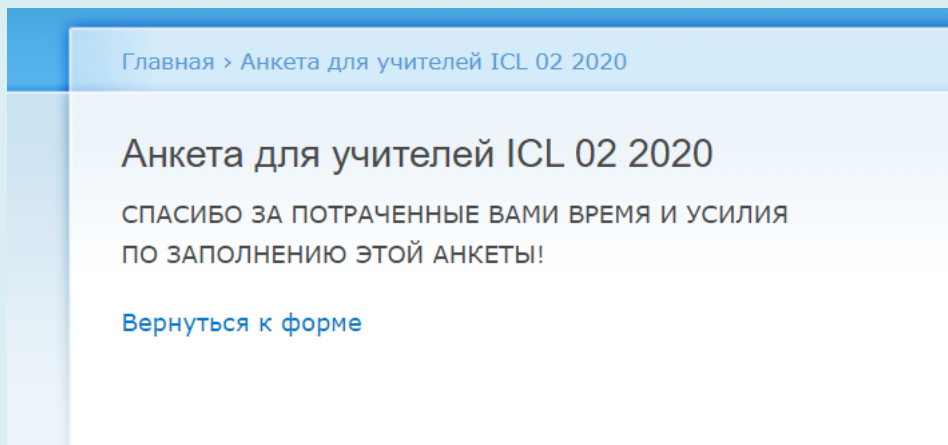 Главная › Анкета для учителей ICL 02 2020
Анкета для учителей ICL 02 2020
СПАСИБО ЗА ПОТРАЧЕННЫЕ ВАМИ ВРЕМЯ И УСИЛИЯ
ПО ЗАПОЛНЕНИЮ ЭТОЙ АНКЕТЫ!
Вернуться к форме